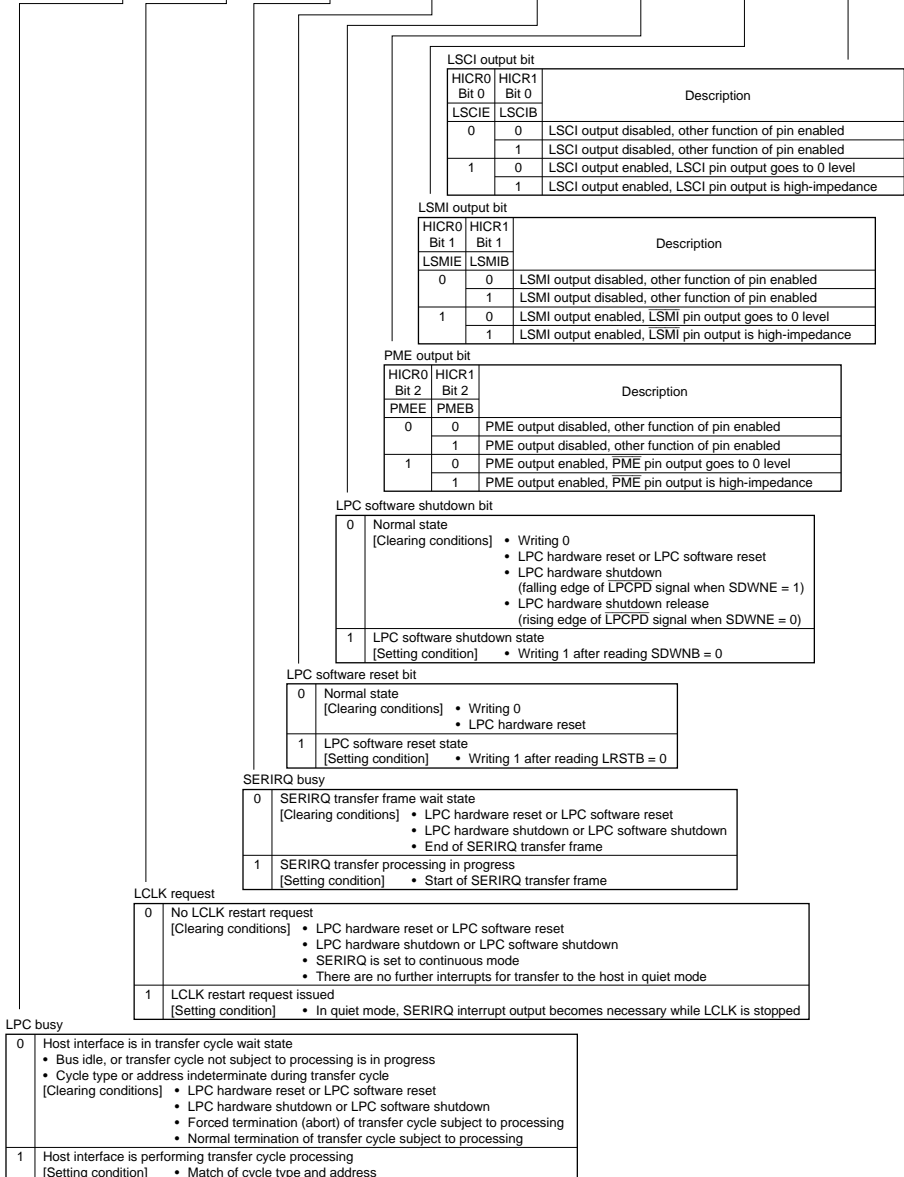 LSCI output bit
HICR0 HICR1
Bit 0 Bit 0 Description
LSCIE LSCIB
0 0 LSCI output disabled, other function of pin enabled
1 LSCI output disabled, other function of pin enabled
1 0 LSCI output enabled, LSCI pin output goes to 0 level
1 LSCI output enabled, LSCI pin output is high-impedance
LSMI output bit
HICR0 HICR1
Bit 1 Bit 1 Description
LSMIE LSMIB
0 0 LSMI output disabled, other function of pin enabled
1 LSMI output disabled, other function of pin enabled
1 0 LSMI output enabled, LSMI pin output goes to 0 level
1 LSMI output enabled, LSMI pin output is high-impedance
PME output bit
HICR0 HICR1
Bit 2 Bit 2 Description
PMEE PMEB
0 0 PME output disabled, other function of pin enabled
1 PME output disabled, other function of pin enabled
1 0 PME output enabled, PME pin output goes to 0 level
1 PME output enabled, PME pin output is high-impedance
LPC software shutdown bit
0 Normal state
[Clearing conditions] • Writing 0
• LPC hardware reset or LPC software reset
• LPC hardware shutdown
(falling edge of LPCPD signal when SDWNE = 1)
• LPC hardware shutdown release
(rising edge of LPCPD signal when SDWNE = 0)
1 LPC software shutdown state
[Setting condition] • Writing 1 after reading SDWNB = 0
LPC software reset bit
0 Normal state
[Clearing conditions] • Writing 0
• LPC hardware reset
1 LPC software reset state
[Setting condition] • Writing 1 after reading LRSTB = 0
SERIRQ busy
0 SERIRQ transfer frame wait state
[Clearing conditions] • LPC hardware reset or LPC software reset
• LPC hardware shutdown or LPC software shutdown
• End of SERIRQ transfer frame
1 SERIRQ transfer processing in progress
[Setting condition] • Start of SERIRQ transfer frame
LCLK request
0 No LCLK restart request
[Clearing conditions] • LPC hardware reset or LPC software reset
• LPC hardware shutdown or LPC software shutdown
• SERIRQ is set to continuous mode
• There are no further interrupts for transfer to the host in quiet mode
1 LCLK restart request issued
[Setting condition] • In quiet mode, SERIRQ interrupt output becomes necessary while LCLK is stopped
LPC busy
0 Host interface is in transfer cycle wait state
• Bus idle, or transfer cycle not subject to processing is in progress
• Cycle type or address indeterminate during transfer cycle
[Clearing conditions] • LPC hardware reset or LPC software reset
• LPC hardware shutdown or LPC software shutdown
• Forced termination (abort) of transfer cycle subject to processing
• Normal termination of transfer cycle subject to processing
1 Host interface is performing transfer cycle processing
[Setting condition] • Match of cycle type and address